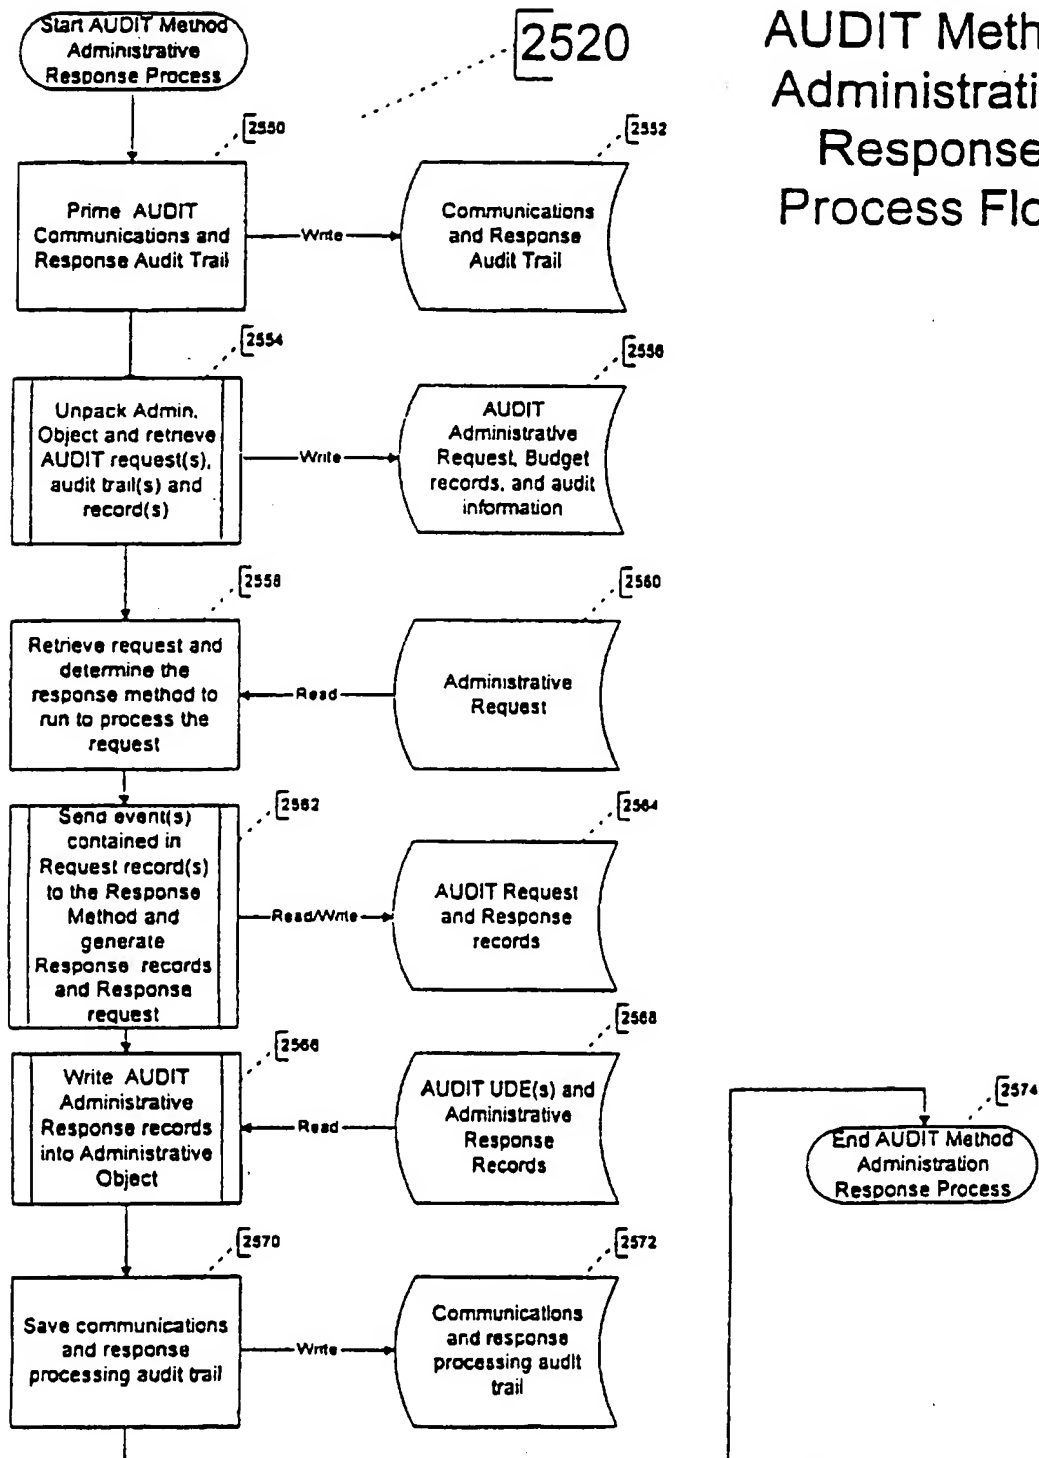 Start AUDIT Method
Administrative
Response Process
2520
AUDIT Meth
Administrati
Response
Process Flo
2550
2552
Prime AUDIT
Communications and
Response Audit Trail
Write
Communications
and Response
Audit Trail
2554
2556
Unpack Admin.
Object and retrieve
AUDIT request(s),
audit trail(s) and
record(s)
Write
AUDIT
Administrative
Request, Budget
records, and audit
information
2558
2560
Retrieve request and
determine the
response method to
run to process the
request
Read
Administrative
Request
2562
2564
Send event(s)
contained in
Request record(s)
to the Response
Method and
generate
Response records
and Response
request
Read/Write
AUDIT Request
and Response
records
2566
2568
Write AUDIT
Administrative
Response records
into Administrative
Object
Read
AUDIT UDE(s) and
Administrative
Response
Records
2574
End AUDIT Method
Administration
Response Process
2570
2572
Save communications
and response
processing audit trail
Write
Communications
and response
processing audit
trail